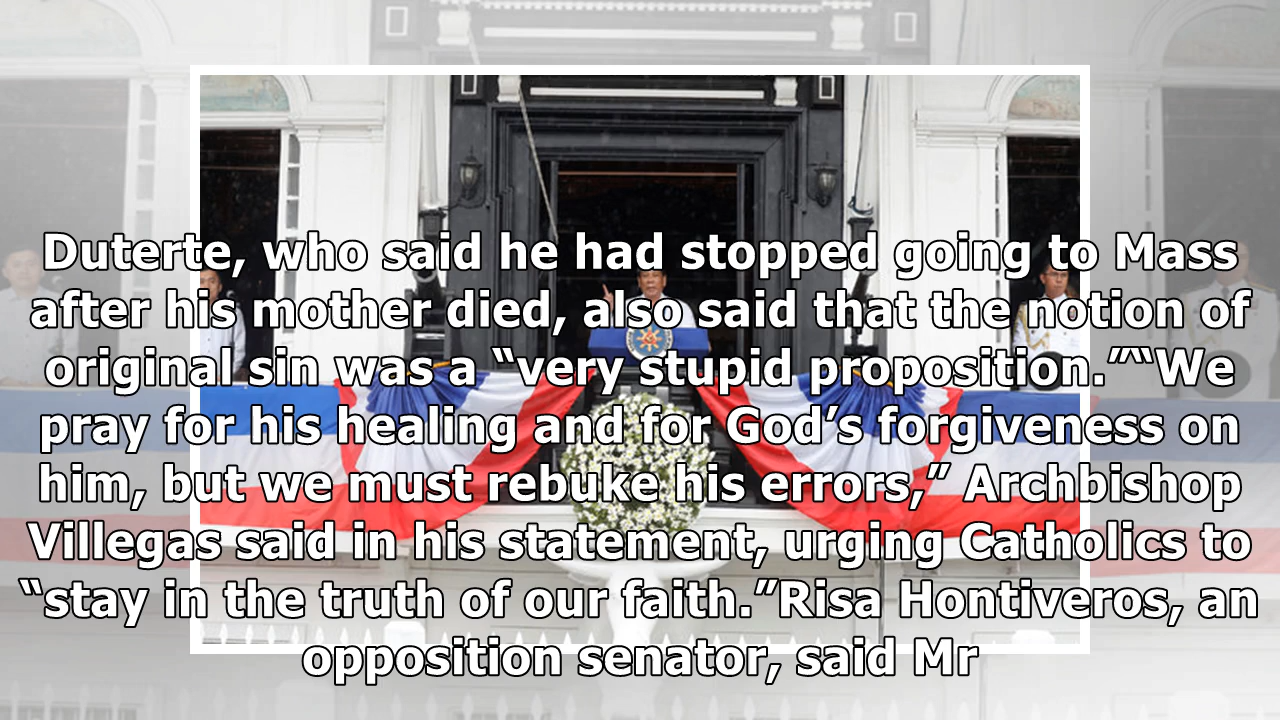 Duterte, who said he had stopped going to Mass
after his mother died, also said that the notion of
original sin was a “very stupid proposition.”“We
pray for his healing and for God’s forgiveness on
him, but we must rebuke his errors,” Archbishop
Villegas said in his statement, urging Catholics to
“stay in the truth of our faith.”Risa Hontiveros, an
opposition senator, said Mr